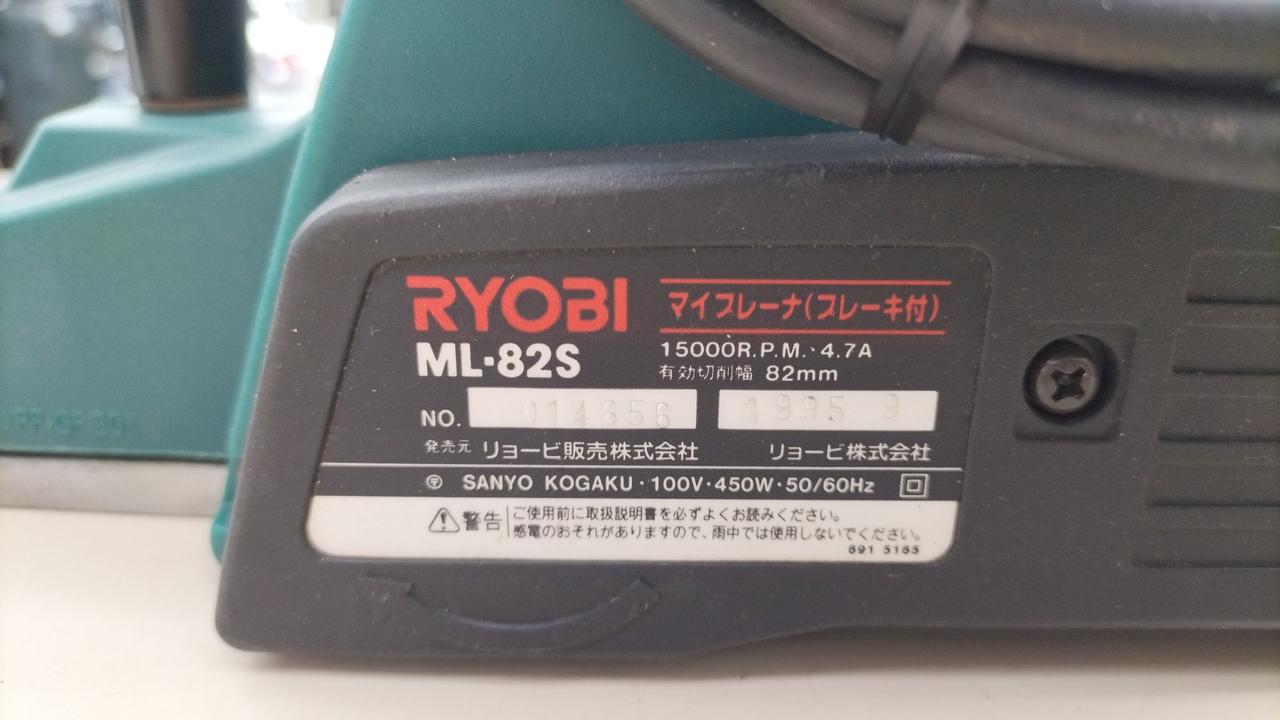 RYOBI
マイプレーナ(ブレーキ付)
ML-82S
15000R.P.M. 4.7A
有効切削幅 82mm
NO. 014656 1995 9
発売元 リョービ販売株式会社 リョービ株式会社
SANYO KOGAKU・100V・450W・50/60Hz
警告
ご使用前に取扱説明書を必ずよくお読みください。
感電のおそれがありますので、雨中では使用しないでください。
691 5165